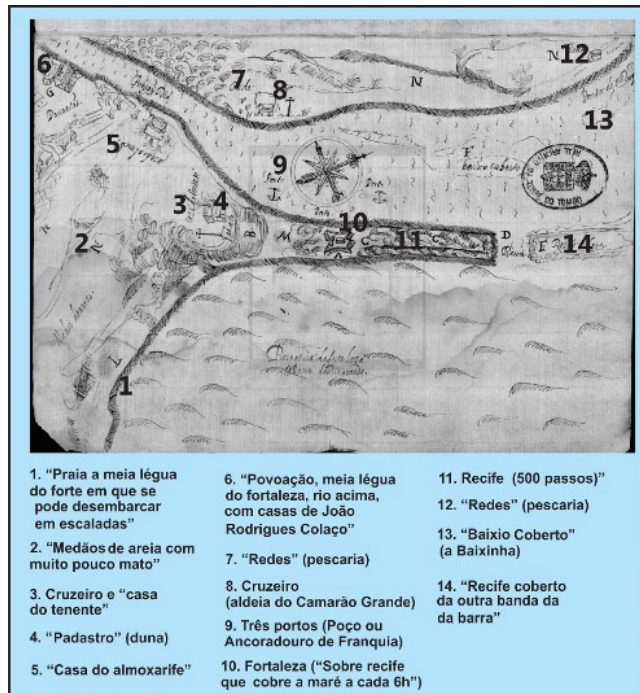 6
7
8
12
N
N
13
G
5
9
F
3
4
10
2
N
N
8
M
11
D
F
14
L
1
1. “Praia a meia légua
do forte em que se
pode desembarcar
em escaladas”
2. “Medãos de areia com
muito pouco mato”
3. Cruzeiro e “casa
do tenente”
4. “Padastro” (duna)
5. “Casa do almoxarife”
6. “Povoação, meia légua
do fortaleza, rio acima,
com casas de João
Rodrigues Colaço”
7. “Redes” (pescaria)
8. Cruzeiro
(aldeia do Camarão Grande)
9. Três portos (Poço ou
Ancoradouro de Franquia)
10. Fortaleza (“Sobre recife
que cobre a maré a cada 6h”)
11. Recife (500 passos)”
12. “Redes” (pescaria)
13. “Baixio Coberto”
(a Baixinha)
14. “Recife coberto
da outra banda da
da barra”